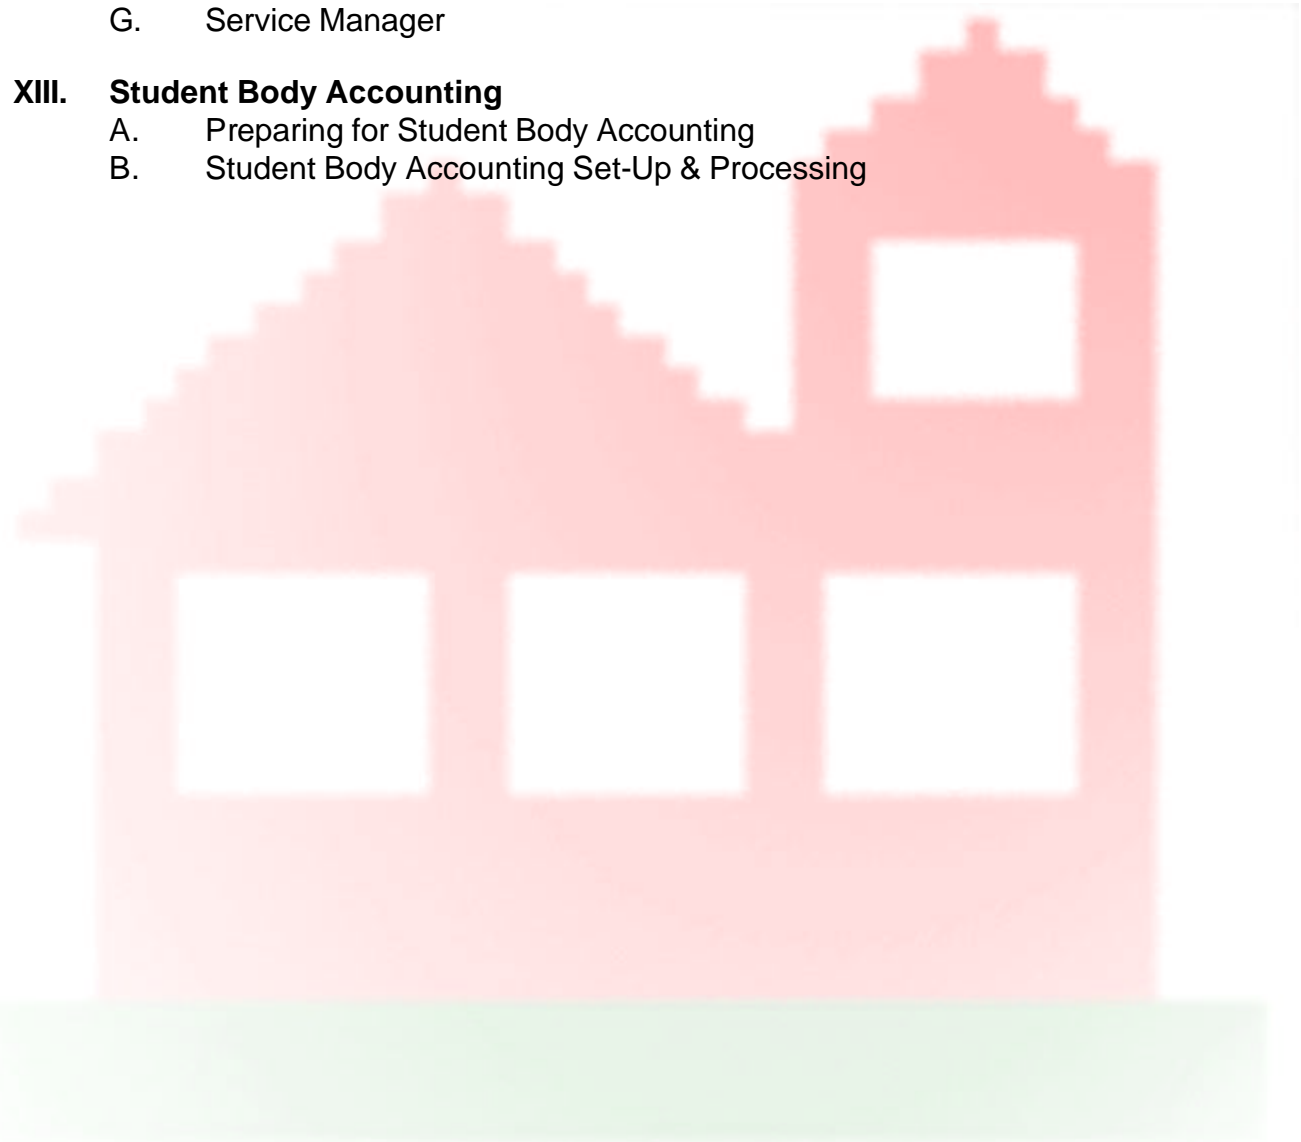 G. Service Manager
XIII. Student Body Accounting
A. Preparing for Student Body Accounting
B. Student Body Accounting Set-Up & Processing